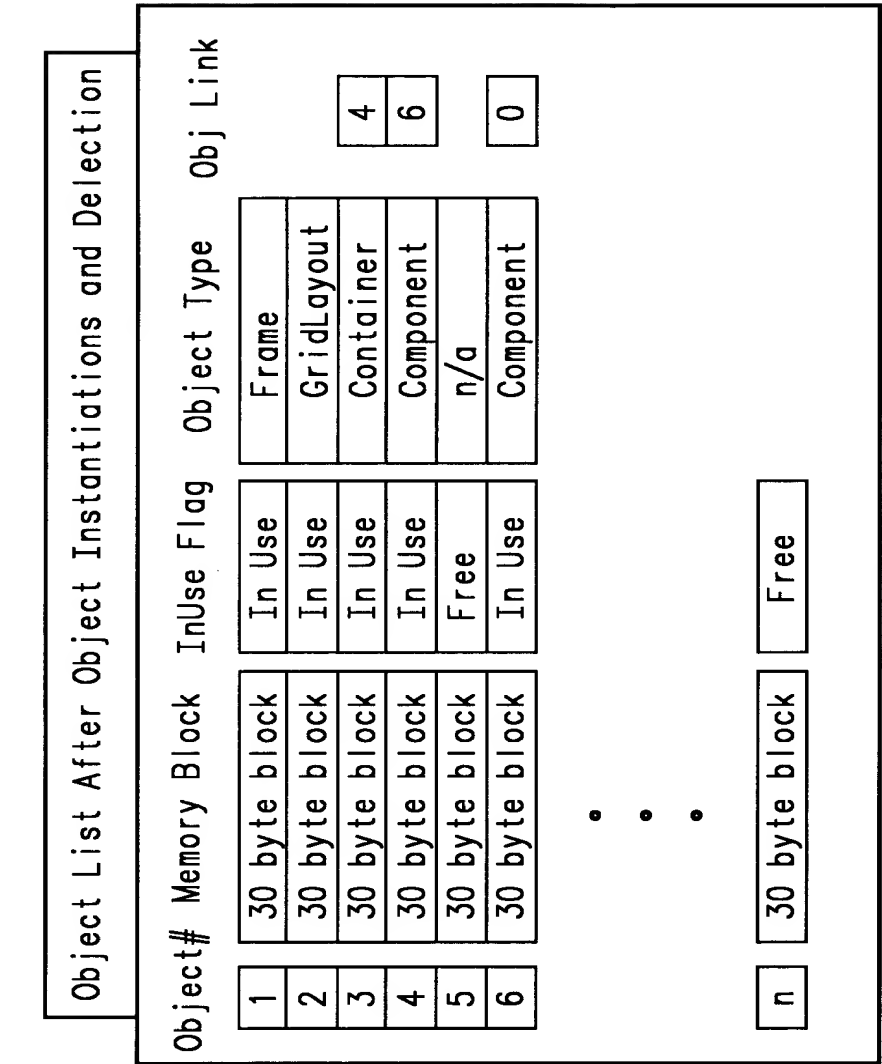 Object List After Object Instantiations and Delection
Object# Memory Block InUse Flag Object Type Obj Link
1 30 byte block In Use Frame
2 30 byte block In Use GridLayout
3 30 byte block In Use Container 4
4 30 byte block In Use Component 6
5 30 byte block Free n/a
6 30 byte block In Use Component 0
n 30 byte block Free